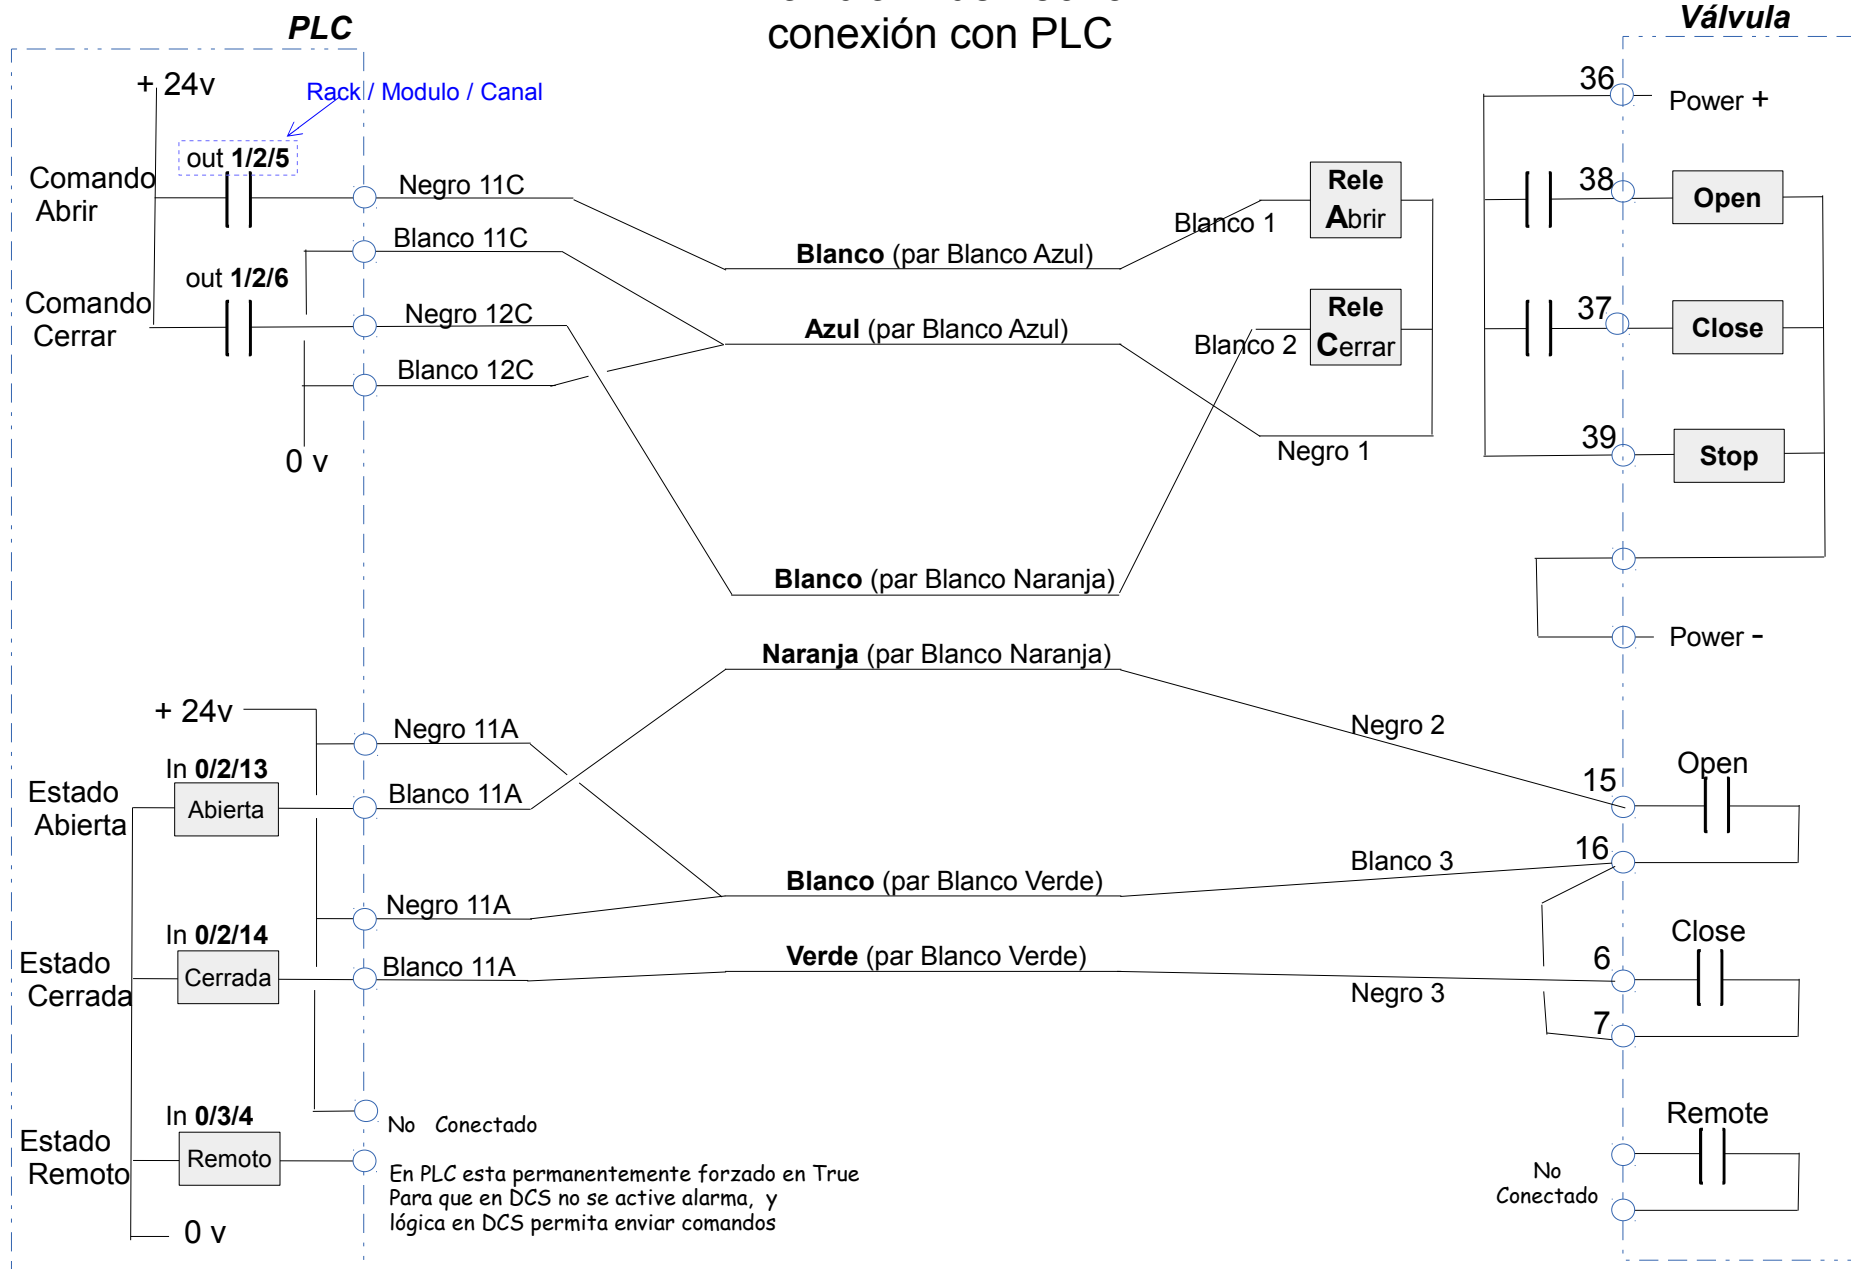 conexión con PLC
PLC
Válvula
+ 24v
Rack / Modulo / Canal
out 1/2/5
Comando
Abrir
Negro 11C
Blanco 11C
out 1/2/6
Comando
Cerrar
Negro 12C
Blanco 12C
0 v
Blanco (par Blanco Azul)
Azul (par Blanco Azul)
Blanco (par Blanco Naranja)
Blanco 1
Rele
Abrir
Blanco 2
Rele
Cerrar
Negro 1
36
Power +
38
Open
37
Close
39
Stop
Power -
Naranja (par Blanco Naranja)
+ 24v
Negro 11A
In 0/2/13
Estado
Abierta
Abierta
Blanco 11A
Negro 2
15
Open
16
Blanco 3
Blanco (par Blanco Verde)
Negro 11A
In 0/2/14
Estado
Cerrada
Cerrada
Blanco 11A
Verde (par Blanco Verde)
Negro 3
6
Close
7
No Conectado
In 0/3/4
Estado
Remoto
Remoto
En PLC esta permanentemente forzado en True
Para que en DCS no se active alarma, y
lógica en DCS permita enviar comandos
0 v
Remote
No
Conectado